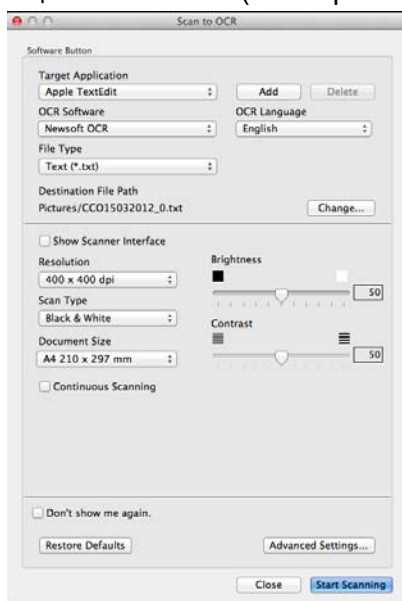 Scan to OCR
Software Button
Target Application
Apple TextEdit
Add
Delete
OCR Software
OCR Language
Newsoft OCR
English
File Type
Text (*.txt)
Destination File Path
Pictures/CCO15032012_0.txt
Change...
Show Scanner Interface
Resolution
Brightness
400 x 400 dpi
50
Scan Type
Black & White
Contrast
Document Size
A4 210 x 297 mm
50
Continuous Scanning
Don't show me again.
Restore Defaults
Advanced Settings...
Close
Start Scanning